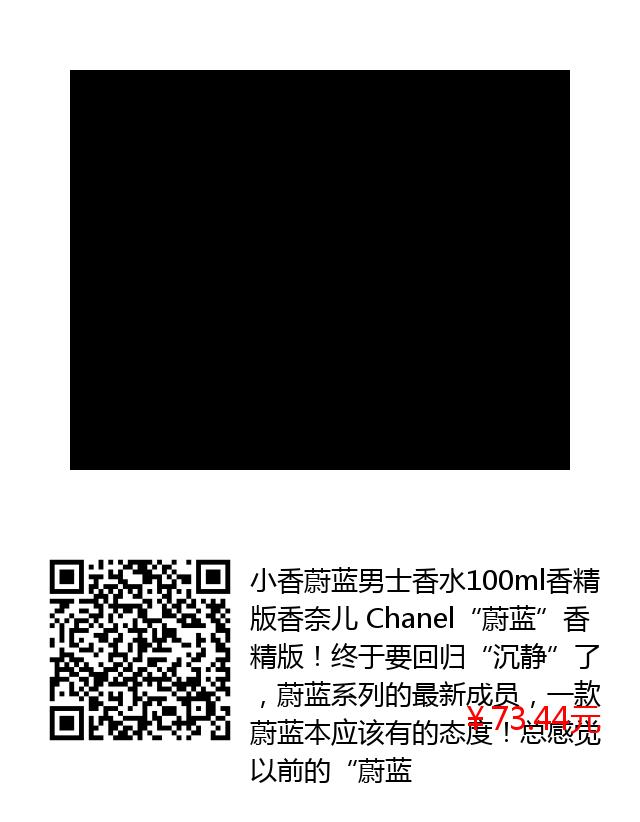 小香蔚蓝男士香水100ml香精
版香奈儿 Chanel“蔚蓝”香
精版！终于要回归“沉静”了
，蔚蓝系列的最新成员，一款
￥73.44元
蔚蓝本应该有的态度！总感觉
以前的“蔚蓝